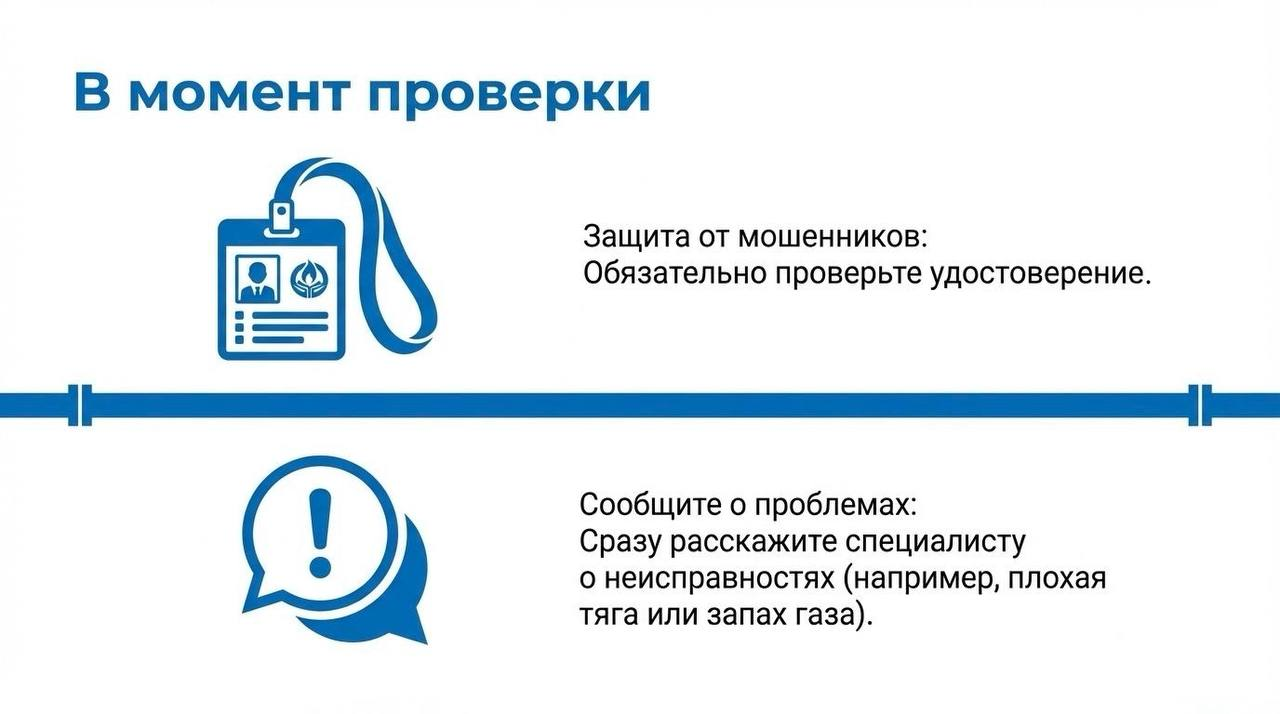 В момент проверки
Защита от мошенников:
Обязательно проверьте удостоверение.
Сообщите о проблемах:
Сразу расскажите специалисту
о неисправностях (например, плохая
тяга или запах газа).